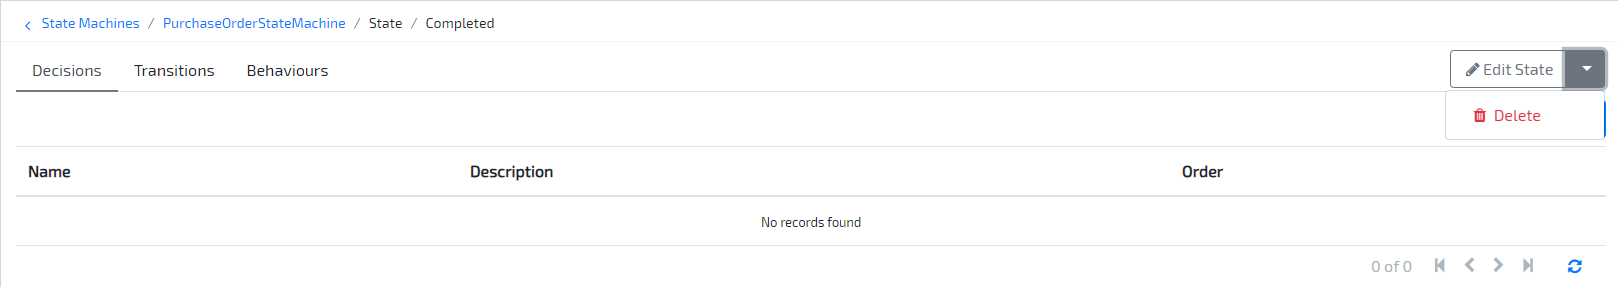 State Machines / PurchaseOrderStateMachine / State / Completed
Decisions Transitions Behaviours Edit State
Delete
Name Description Order
No records found
0 of 0